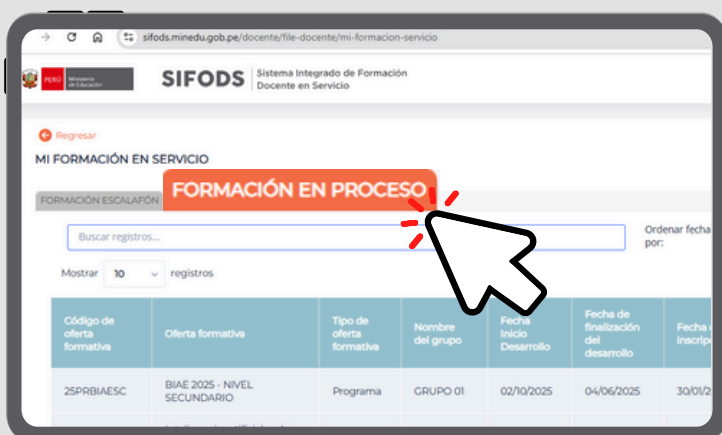 sifods.minedu.gob.pe/docente/file-docente/mi-formacion-servicio
PERÚ Ministerio de Educación
SIFODS
Sistema Integrado de Formación
Docente en Servicio
Regresar
MI FORMACIÓN EN SERVICIO
FORMACIÓN ESCALAFÓN
FORMACIÓN EN PROCESO
Buscar registros...
Ordenar fecha
por:
Mostrar 10 registros
Código de
oferta
formativa
Oferta formativa
Tipo de
oferta
formativa
Nombre
del grupo
Fecha
Inicio
Desarrollo
Fecha de
finalización
del
desarrollo
Fecha
25PRBIAESC
BIAE 2025 - NIVEL
SECUNDARIO
Programa
GRUPO 01
02/10/2025
04/06/2025